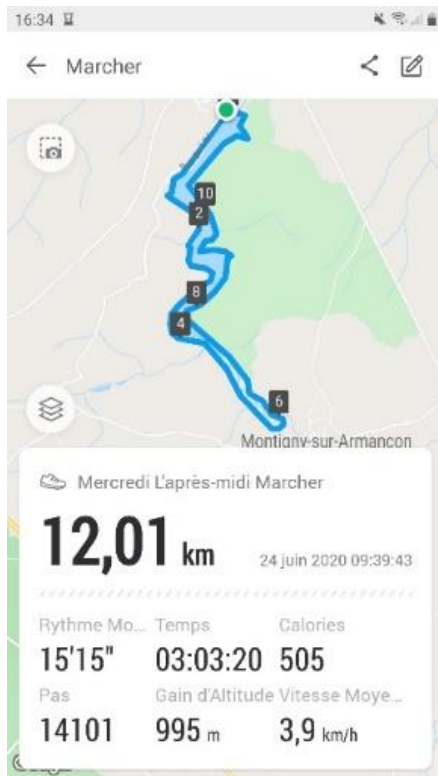 16:34
Marcher
10
2
8
4
6
Montigny-sur-Armançon
Mercredi L'après-midi Marcher
12,01 km
24 juin 2020 09:39:43
Rythme Mo... Temps Calories
15'15" 03:03:20 505
Pas Gain d'Altitude Vitesse Moye...
14101 995 m 3,9 km/h